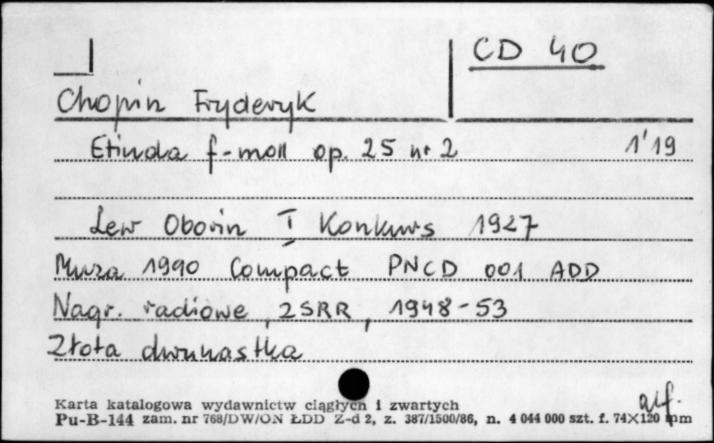 CD 40
Chopin Fryderyk
Etiuda f-moll op. 25 nr 2 1'19
Lew Oborin I Konkurs 1927
Muza 1990 Compact PNCD 001 ADD
Nagr. radiowe, ZSRR, 1948-53
Złota dwunastka
alf.
Karta katalogowa wydawnictw ciągłych i zwartych
Pu-B-144 zam. nr 768/DW/ON ŁDD Z-d 2, z. 387/1500/86, n. 4 044 000 szt. f. 74X120 mm